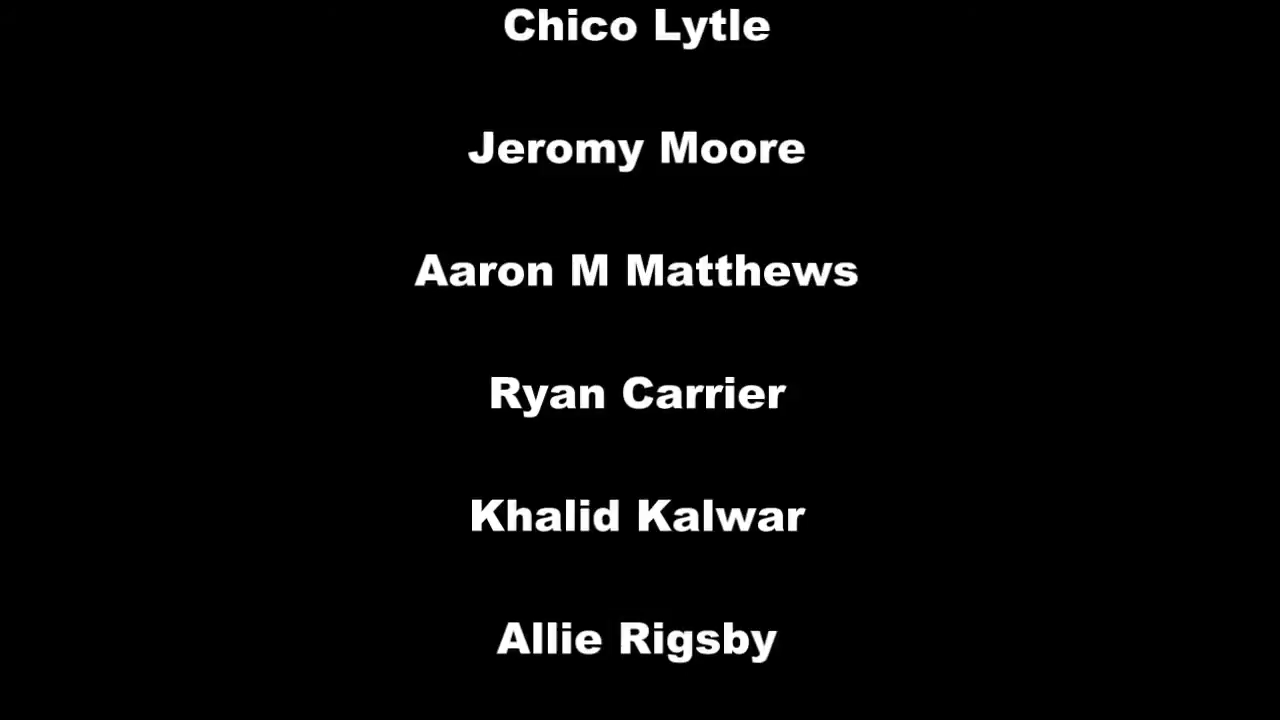 Chico Lytle
Jeromy Moore
Aaron M Matthews
Ryan Carrier
Khalid Kalwar
Allie Rigsby